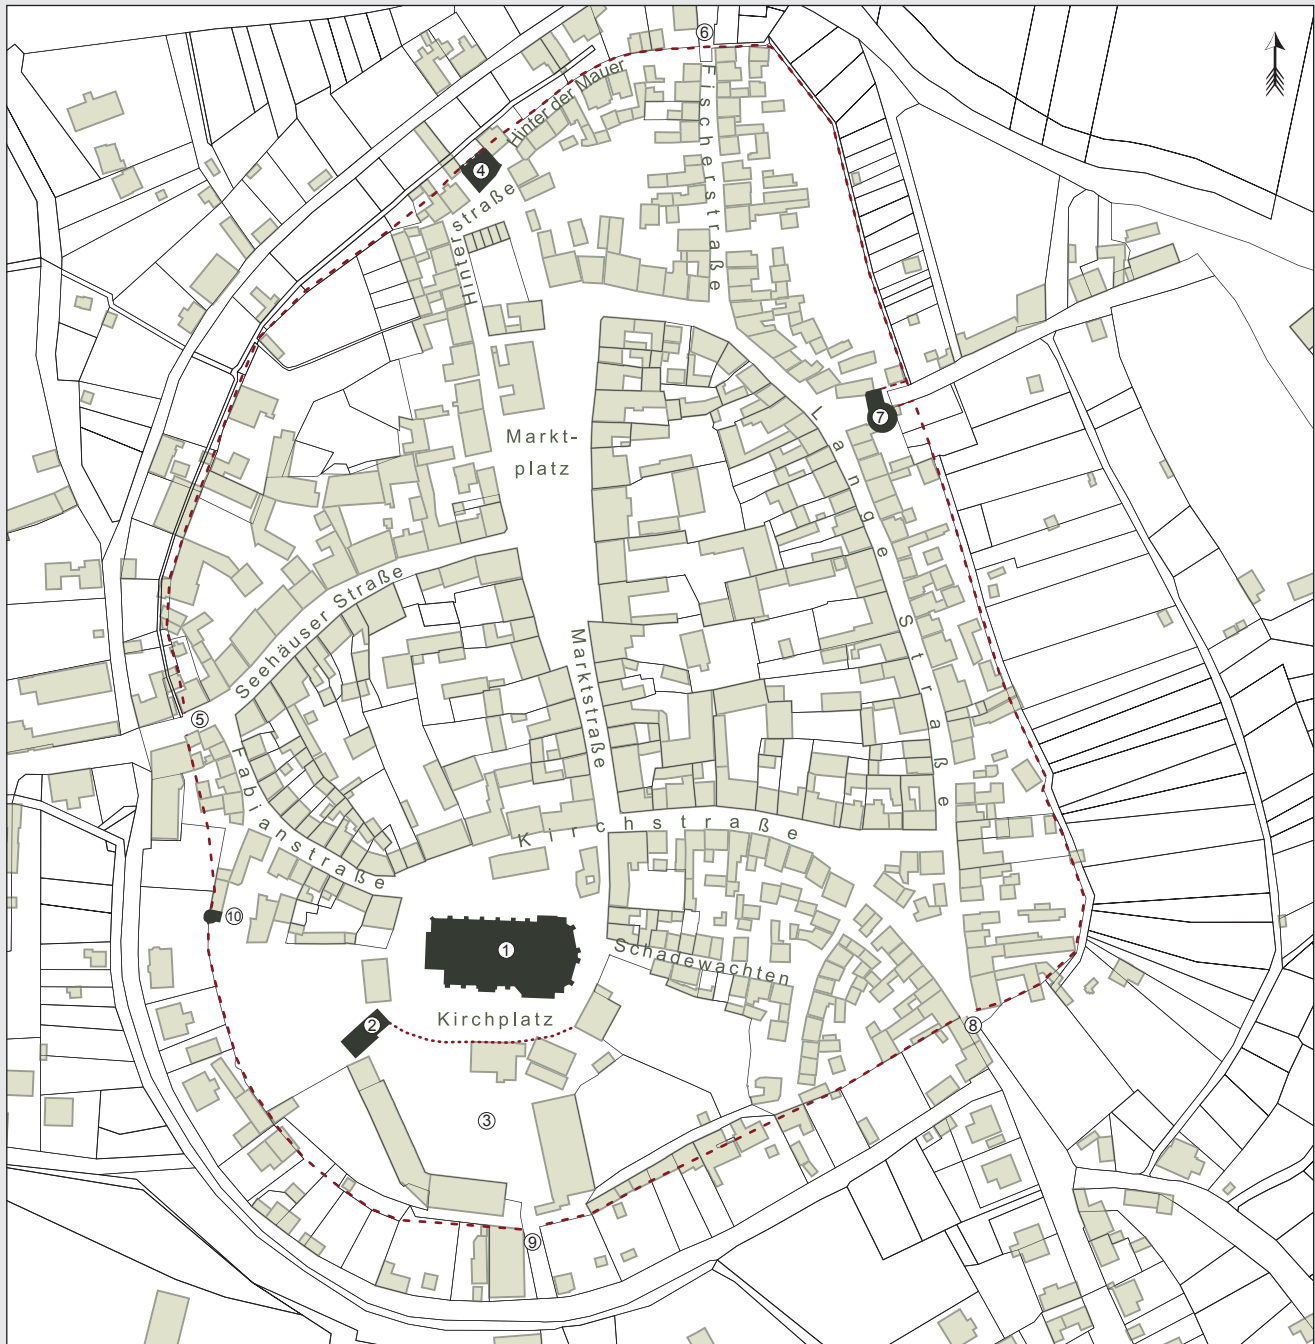 6
Hinter der Mauer
Fischerstraße
4
Hinterstraße
7
Markt-
platz
Lange Straße
Seehäuser Straße
Marktstraße
5
Fabianstraße
Kirchstraße
10
1
Schadewachten
Kirchplatz
2
8
3
9